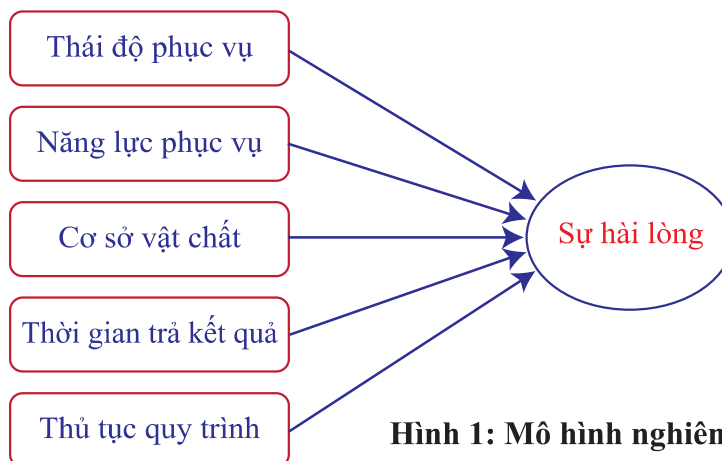 Thái độ phục vụ
Năng lực phục vụ
Cơ sở vật chất
Sự hài lòng
Thời gian trả kết quả
Thủ tục quy trình
Hình 1: Mô hình nghiên